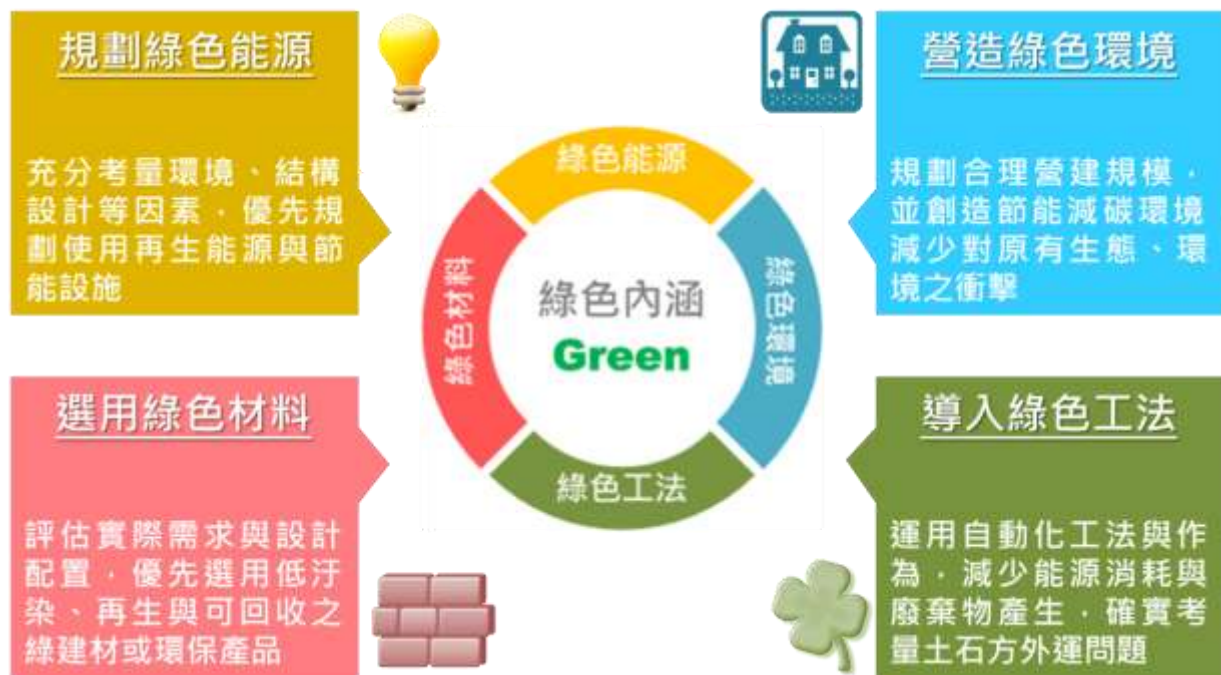 規劃綠色能源
充分考量環境、結構
設計等因素，優先規
劃使用再生能源與節
能設施
營造綠色環境
規劃合理營建規模，
並創造節能減碳環境
減少對原有生態、環
境之衝擊
綠色能源
綠色環境
綠色工法
綠色材料
綠色內涵
Green
選用綠色材料
評估實際需求與設計
配置，優先選用低汙
染、再生與可回收之
綠建材或環保產品
導入綠色工法
運用自動化工法與作
為，減少能源消耗與
廢棄物產生，確實考
量土石方外運問題